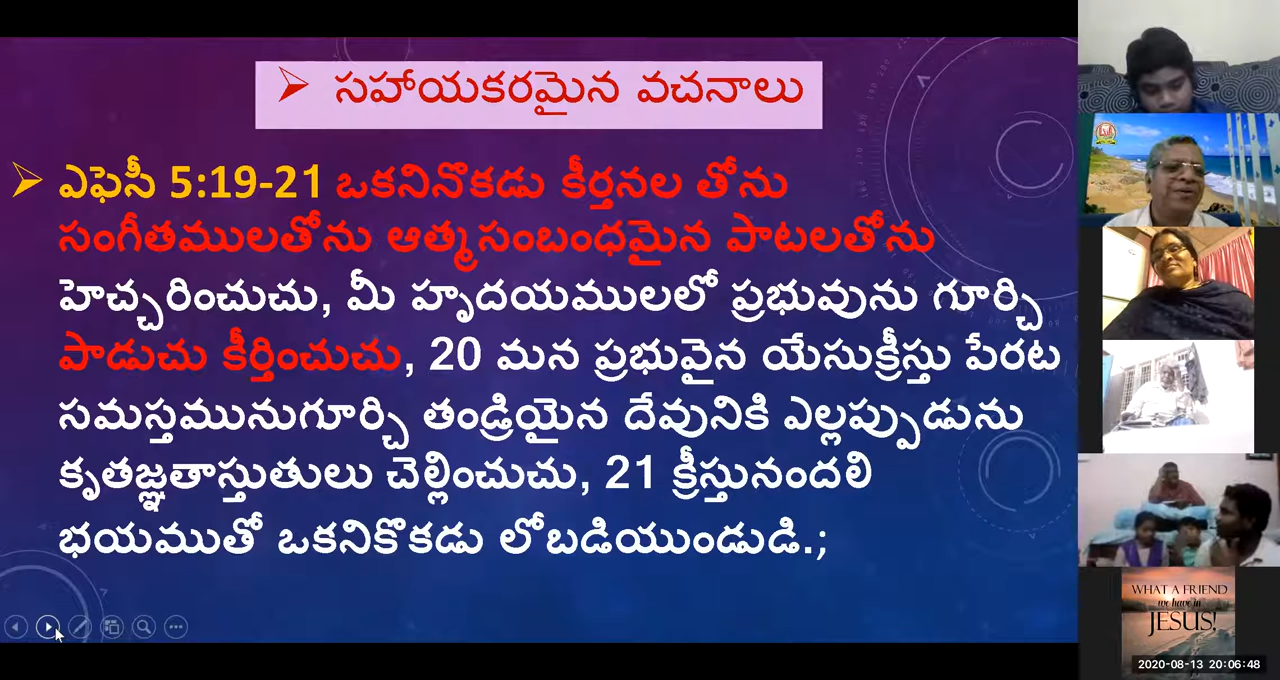 సహాయకరమైన వచనాలు
ఎఫెసీ 5:19-21 ఒకనినొకడు కీర్తనల తోను
సంగీతములతోను ఆత్మసంబంధమైన పాటలతోను
హెచ్చరించుచు, మీ హృదయములలో ప్రభువును గూర్చి
పాడుచు కీర్తించుచు, 20 మన ప్రభువైన యేసుక్రీస్తు పేరట
సమస్తమునుగూర్చి తండ్రియైన దేవునికి ఎల్లప్పుడును
కృతజ్ఞతాస్తుతులు చెల్లించుచు, 21 క్రీస్తునందలి
భయముతో ఒకనికొకడు లోబడియుండుడి.;
WHAT A FRIEND
we have in
JESUS!
2020-08-13 20:06:48